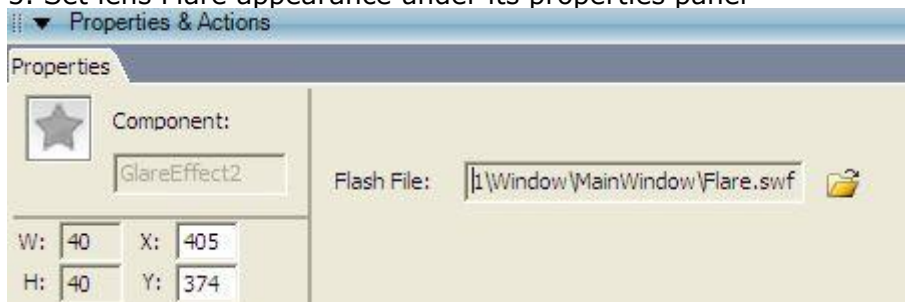 5. Set lens Flare appearance under its properties panel
Properties & Actions
Properties
Component:
GlareEffect2
Flash File: 1\Window\MainWindow\Flare.swf
W: 40 X: 405
H: 40 Y: 374